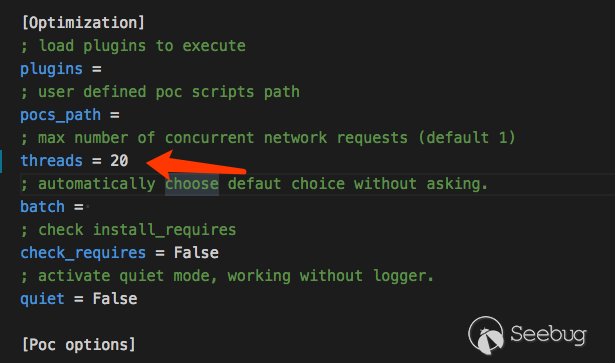 [Optimization]
; load plugins to execute
plugins =
; user defined poc scripts path
pocs_path =
; max number of concurrent network requests (default 1)
threads = 20
; automatically choose defaut choice without asking.
batch =
; check install_requires
check_requires = False
; activate quiet mode, working without logger.
quiet = False
[Poc options]
Seebug